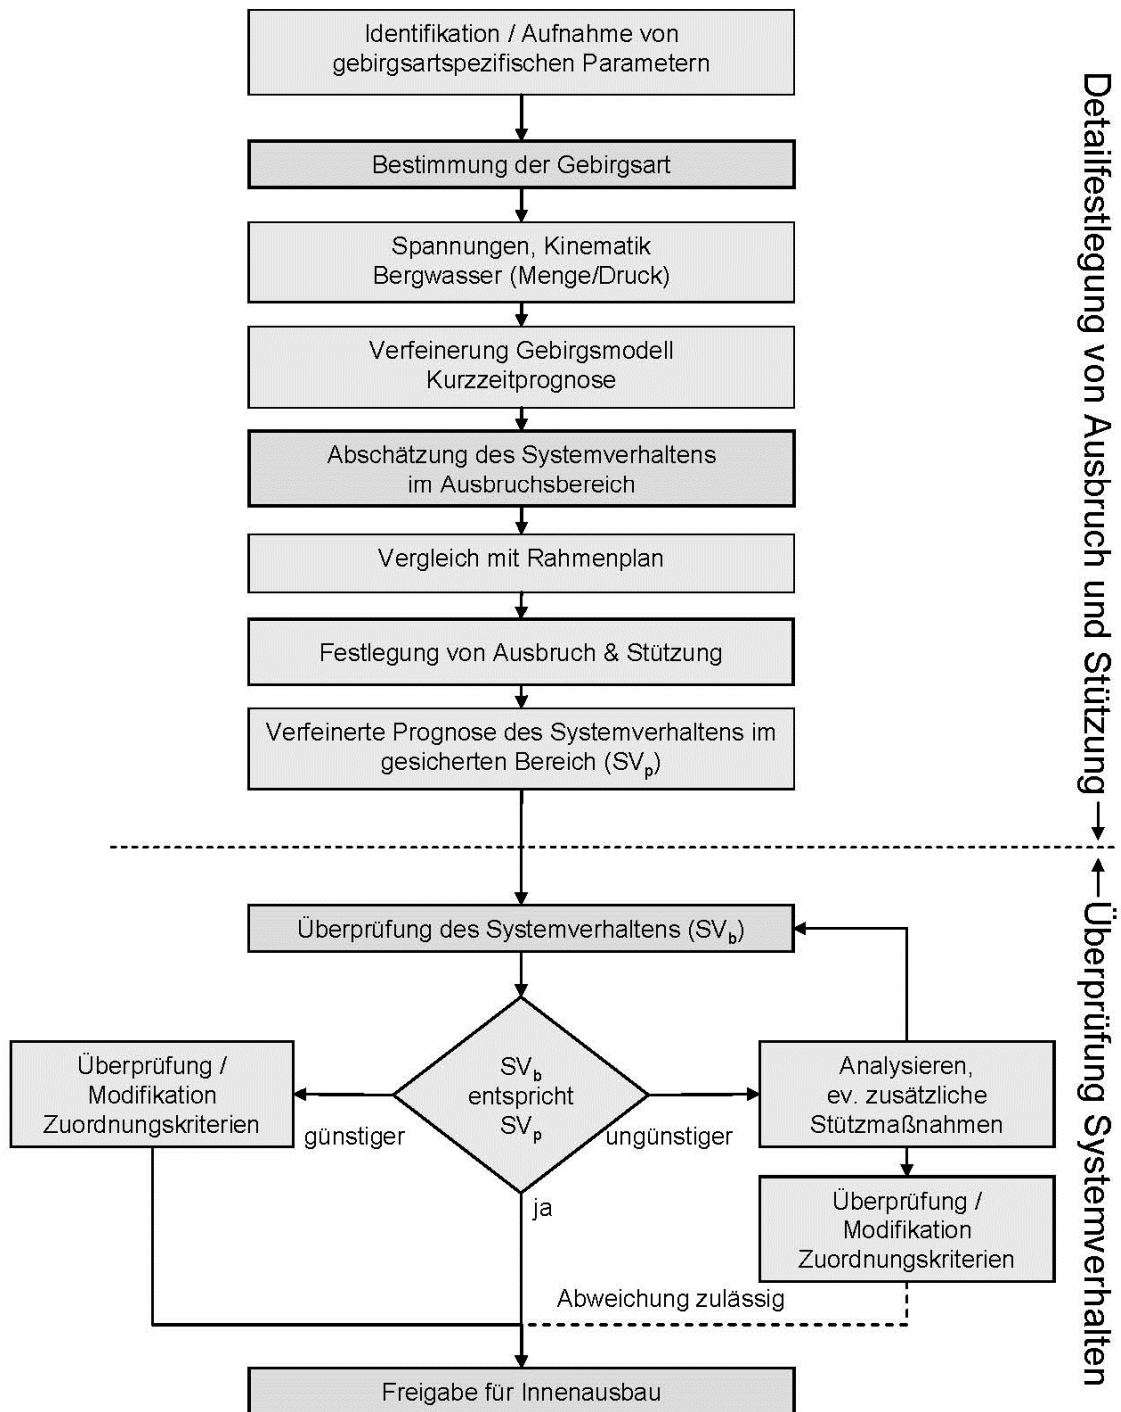 Identifikation / Aufnahme von
gebirgsartspezifischen Parametern
Bestimmung der Gebirgsart
Spannungen, Kinematik
Bergwasser (Menge/Druck)
Verfeinerung Gebirgsmodell
Kurzzeitprognose
Abschätzung des Systemverhaltens
im Ausbruchsbereich
Vergleich mit Rahmenplan
Festlegung von Ausbruch & Stützung
Verfeinerte Prognose des Systemverhaltens im
gesicherten Bereich (SVp)
Detailfestlegung von Ausbruch und Stützung
Überprüfung des Systemverhaltens (SVb)
Überprüfung /
Modifikation
Zuordnungskriterien
günstiger
SVb
entspricht
SVp
ungünstiger
ja
Analysieren,
ev. zusätzliche
Stützmaßnahmen
Überprüfung /
Modifikation
Zuordnungskriterien
Abweichung zulässig
Freigabe für Innenausbau
Überprüfung Systemverhalten